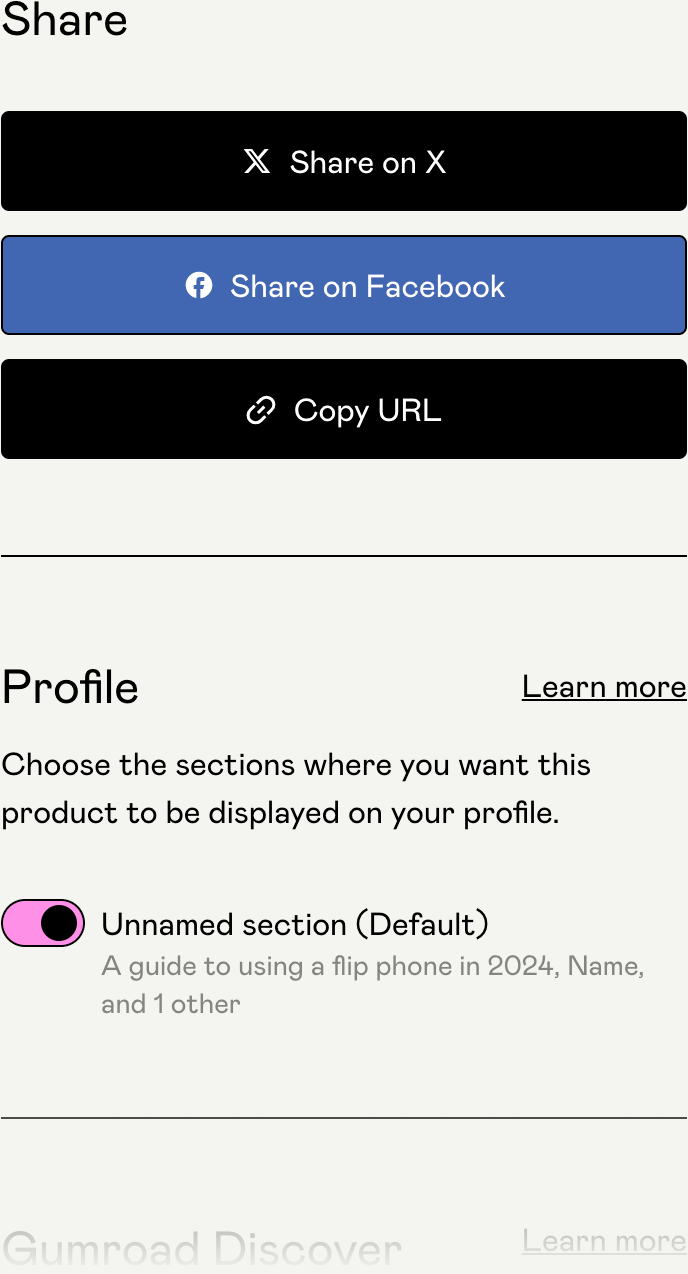 Share
Share on X
Share on Facebook
Copy URL
Profile
Learn more
Choose the sections where you want this
product to be displayed on your profile.
Unnamed section (Default)
A guide to using a flip phone in 2024, Name,
and 1 other
Gumroad Discover
Learn more